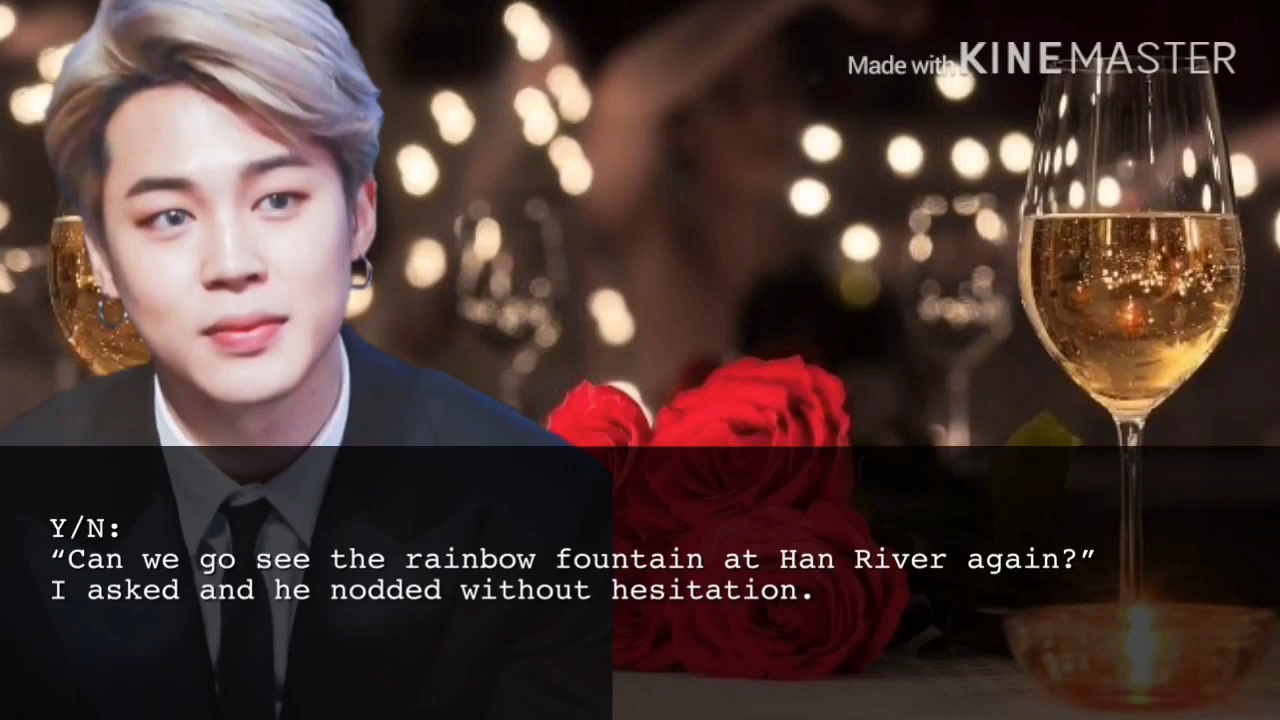 Made with KINEMASTER
Y/N:
“Can we go see the rainbow fountain at Han River again?”
I asked and he nodded without hesitation.